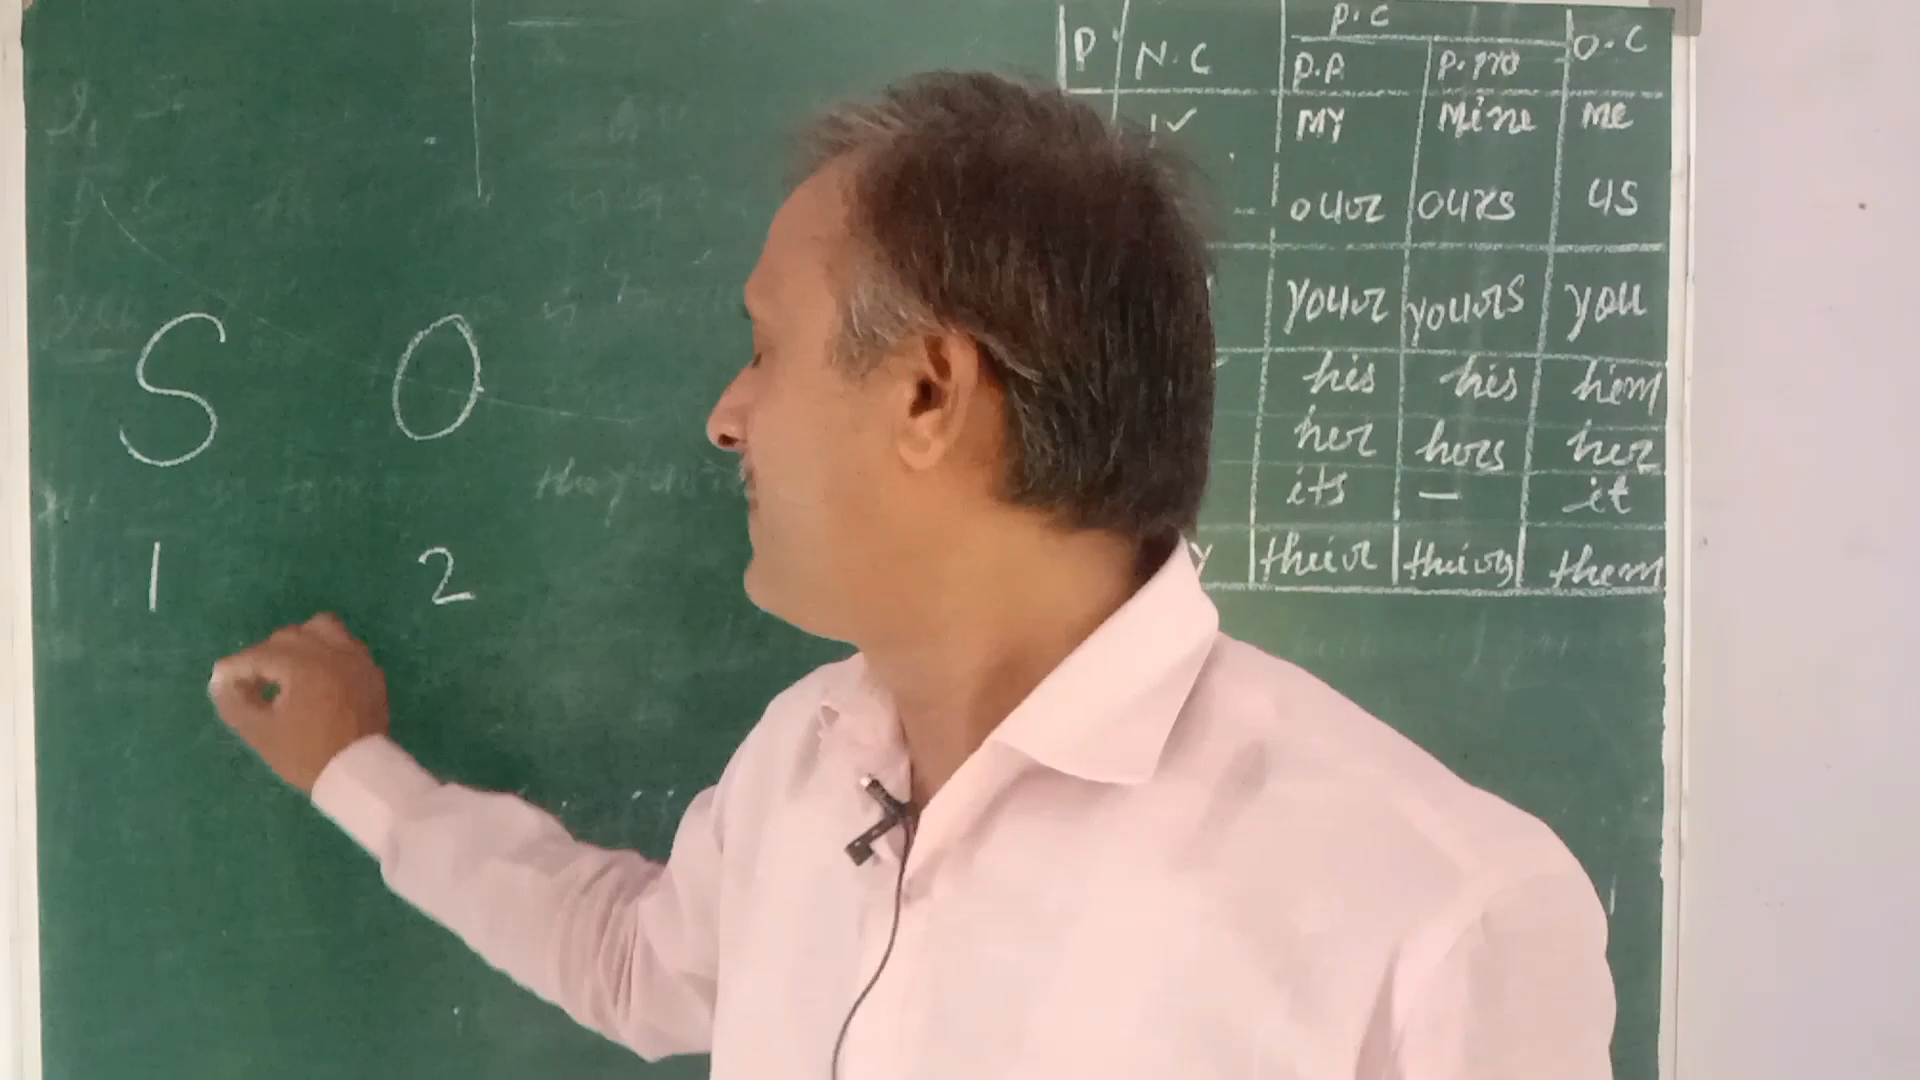 P N.C P.C O.C
P.A P.Pro
I✓ MY Mine Me
our ours us
your yours you
his his him
her hers her
its — it
Y their theirs them
S O
1 2